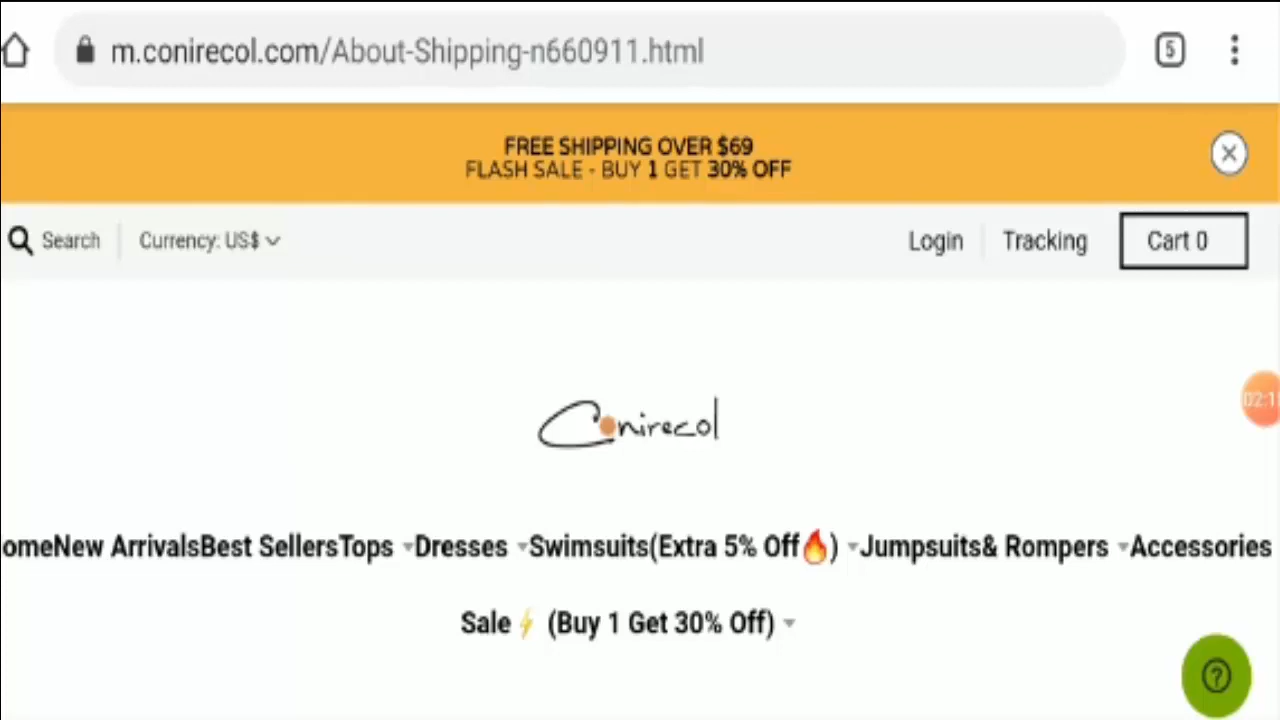 m.conirecol.com/About-Shipping-n660911.html
5
FREE SHIPPING OVER $69
FLASH SALE - BUY 1 GET 30% OFF
Search
Currency: US$
Login
Tracking
Cart 0
Conirecol
omeNew ArrivalsBest SellersTops Dresses Swimsuits(Extra 5% Off🔥) Jumpsuits& Rompers Accessories
Sale⚡ (Buy 1 Get 30% Off)
?